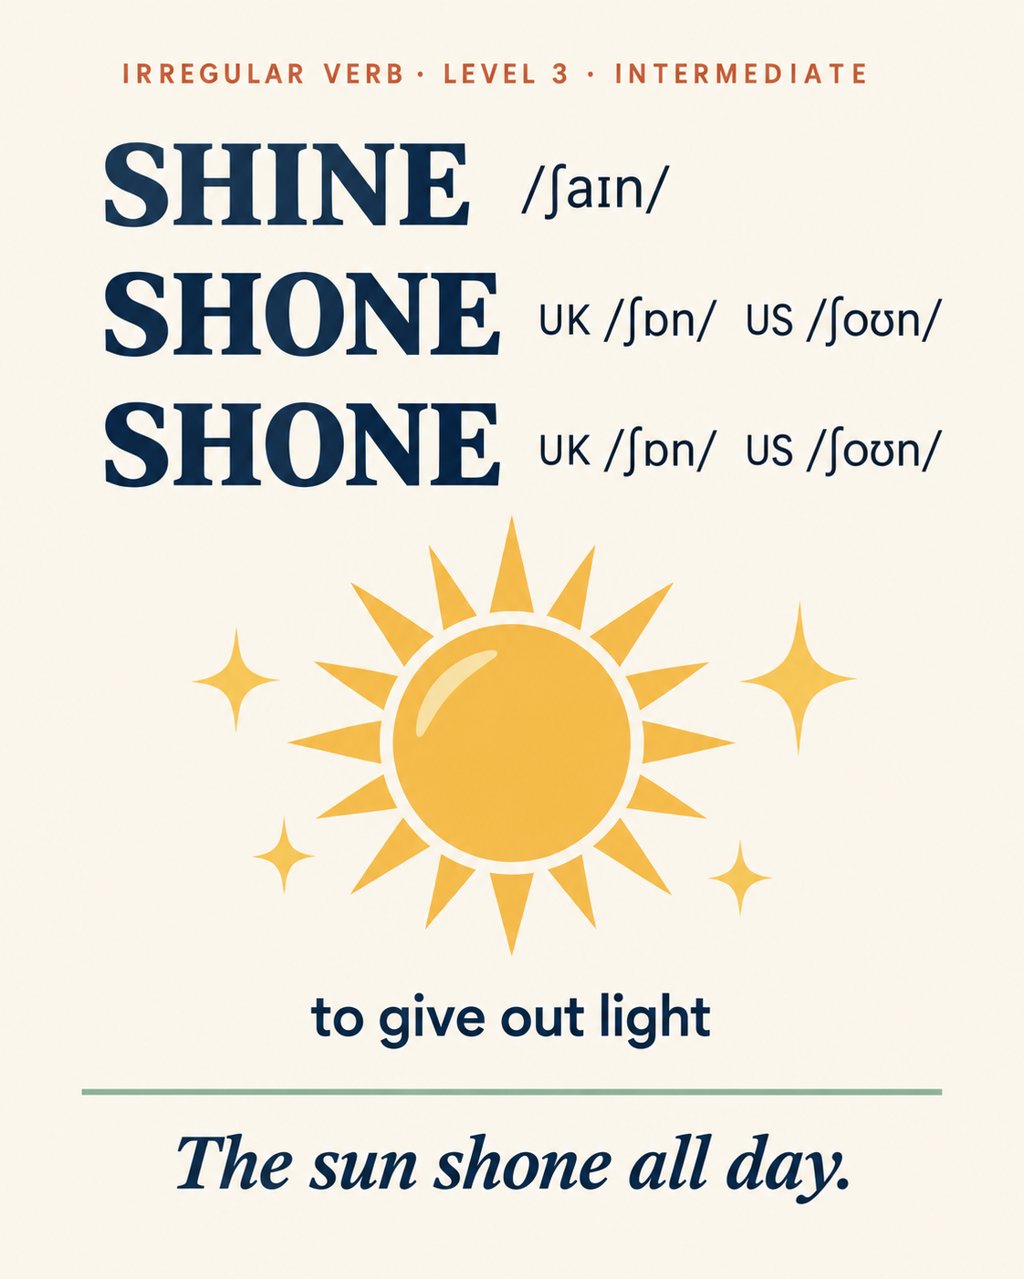 IRREGULAR VERB · LEVEL 3 · INTERMEDIATE
SHINE /ʃaɪn/
SHONE UK /ʃɒn/ US /ʃoʊn/
SHONE UK /ʃɒn/ US /ʃoʊn/
to give out light
The sun shone all day.